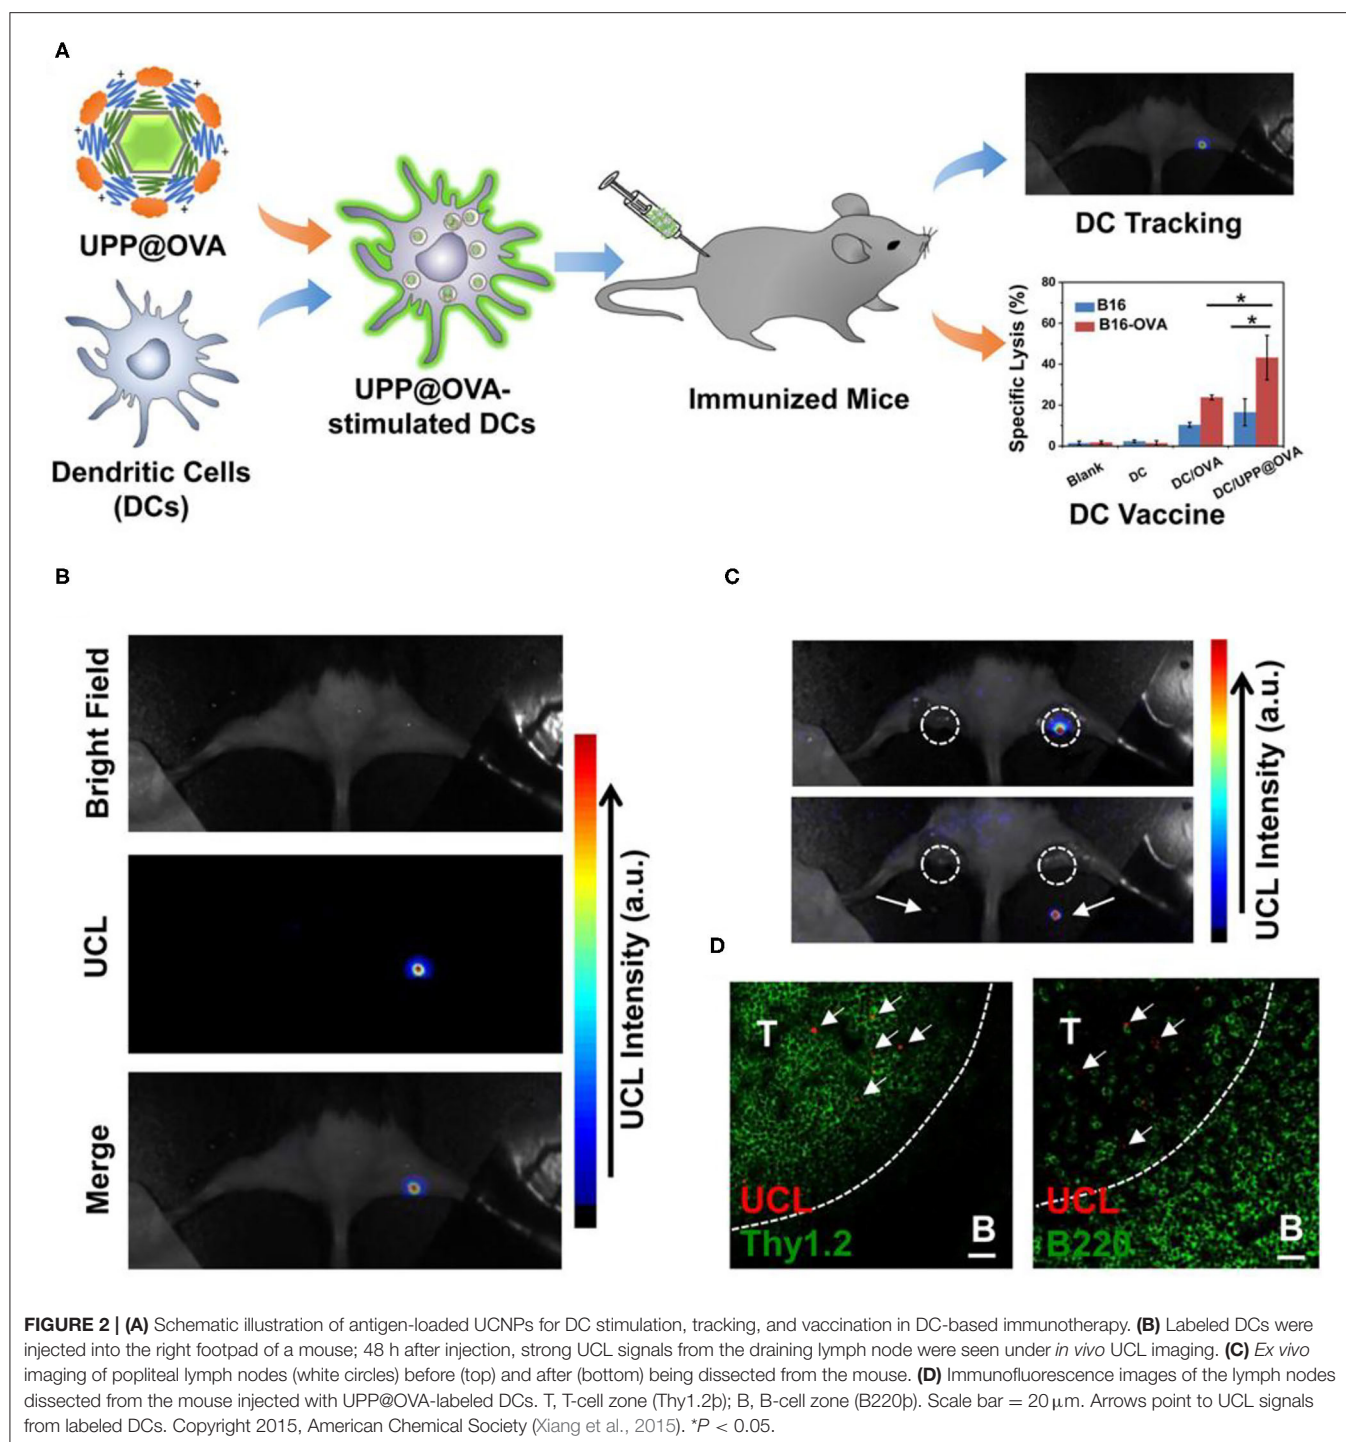 A
UPP@OVA
Dendritic Cells
(DCs)
+
+
+
+
+
+
UPP@OVA-
stimulated DCs
Immunized Mice
DC Tracking
Specific Lysis (%)
80
60
40
20
0
B16
B16-OVA
*
*
Blank
DC
DC/OVA
DC/UPP@OVA
DC Vaccine
B
Bright Field
UCL
Merge
UCL Intensity (a.u.)
C
UCL Intensity (a.u.)
D
T
UCL
Thy1.2
B
T
UCL
B220
B
FIGURE 2 | (A) Schematic illustration of antigen-loaded UCNPs for DC stimulation, tracking, and vaccination in DC-based immunotherapy. (B) Labeled DCs were
injected into the right footpad of a mouse; 48 h after injection, strong UCL signals from the draining lymph node were seen under in vivo UCL imaging. (C) Ex vivo
imaging of popliteal lymph nodes (white circles) before (top) and after (bottom) being dissected from the mouse. (D) Immunofluorescence images of the lymph nodes
dissected from the mouse injected with UPP@OVA-labeled DCs. T, T-cell zone (Thy1.2b); B, B-cell zone (B220b). Scale bar = 20 μm. Arrows point to UCL signals
from labeled DCs. Copyright 2015, American Chemical Society (Xiang et al., 2015). *P < 0.05.